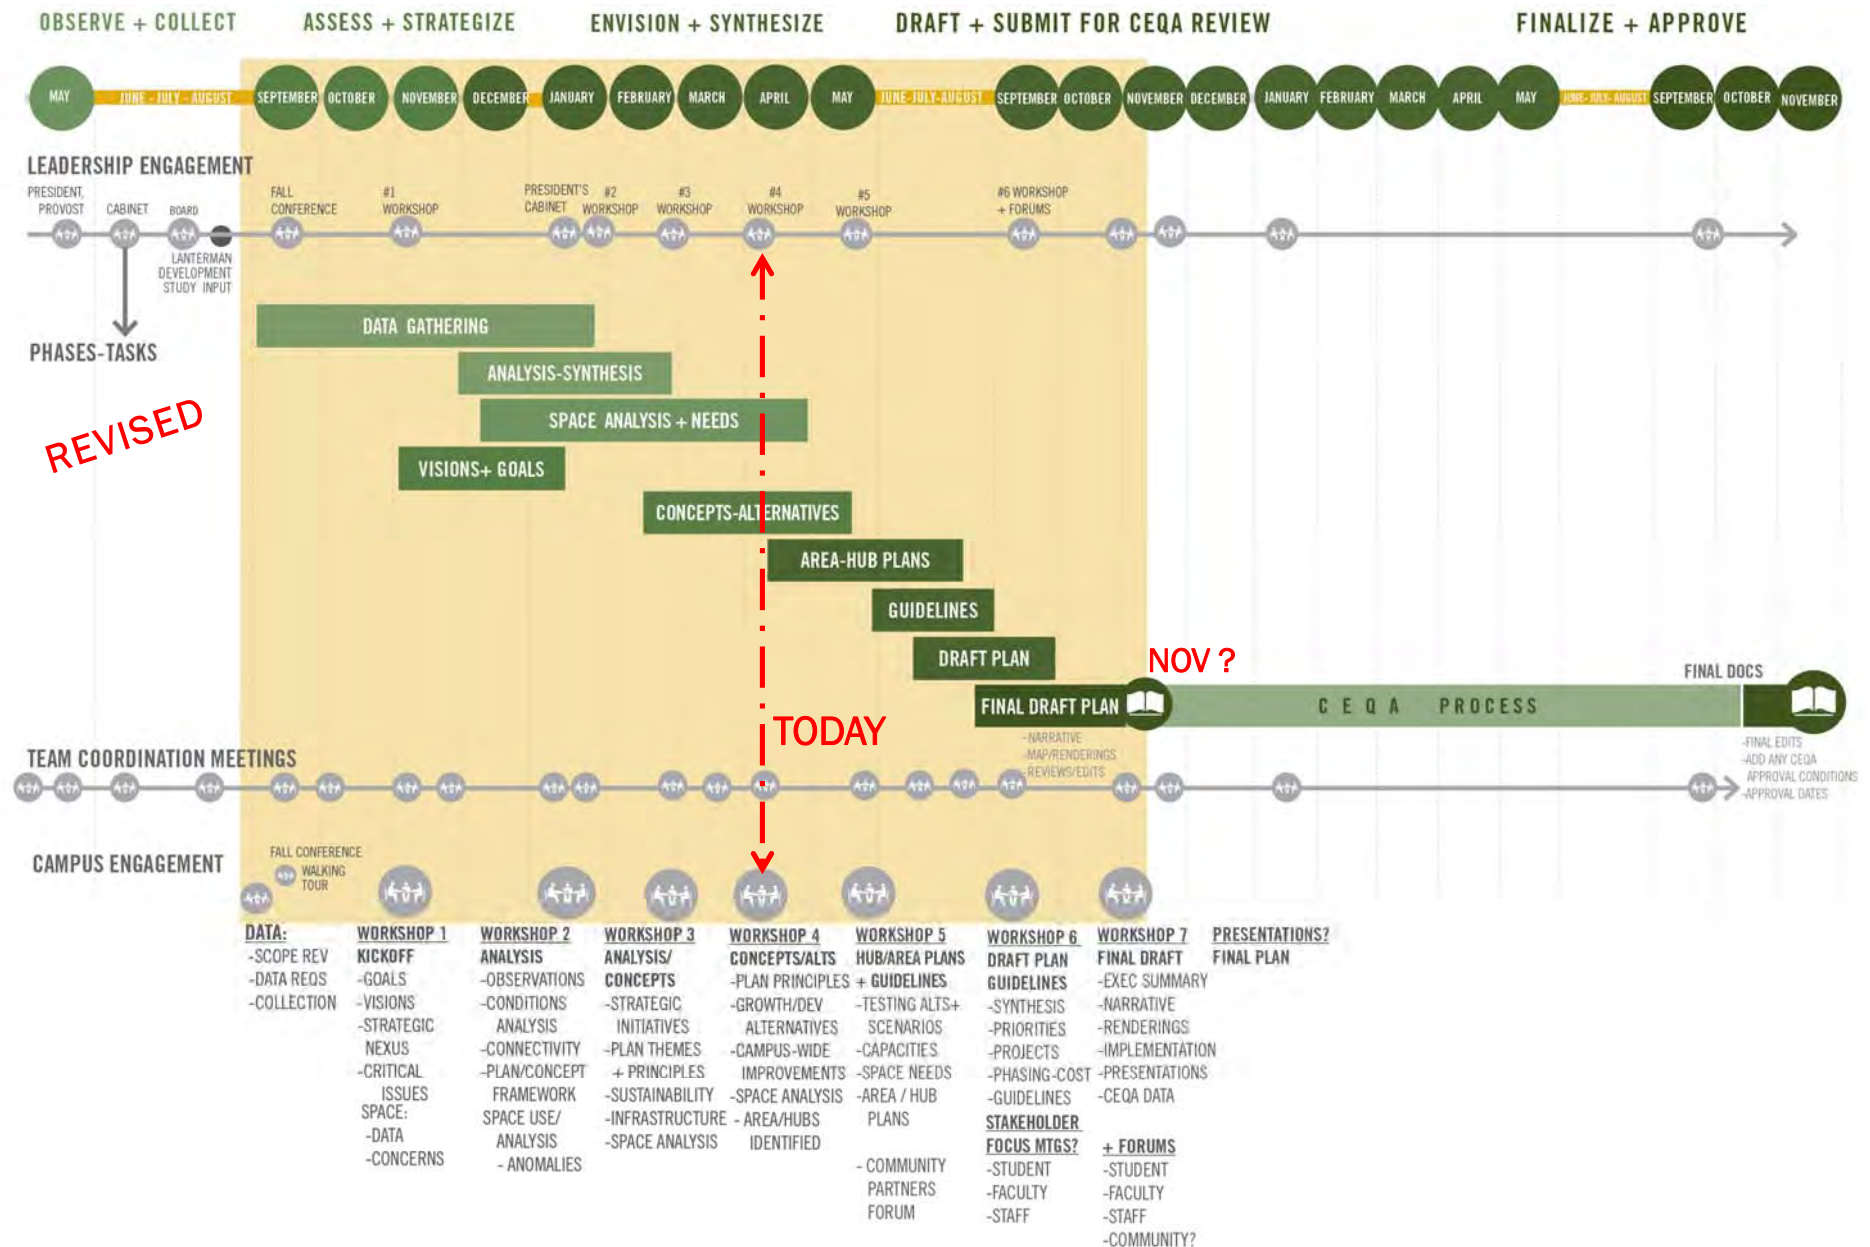 OBSERVE + COLLECT
ASSESS + STRATEGIZE
ENVISION + SYNTHESIZE
DRAFT + SUBMIT FOR CEQA REVIEW
FINALIZE + APPROVE
MAY
JUNE - JULY - AUGUST
SEPTEMBER
OCTOBER
NOVEMBER
DECEMBER
JANUARY
FEBRUARY
MARCH
APRIL
MAY
JUNE-JULY-AUGUST
SEPTEMBER
OCTOBER
NOVEMBER
DECEMBER
JANUARY
FEBRUARY
MARCH
APRIL
MAY
JUNE-JULY-AUGUST
SEPTEMBER
OCTOBER
NOVEMBER
LEADERSHIP ENGAGEMENT
PRESIDENT,
PROVOST
CABINET
BOARD
LANTERMAN
DEVELOPMENT
STUDY INPUT
FALL
CONFERENCE
#1
WORKSHOP
PRESIDENT'S
CABINET
#2
WORKSHOP
#3
WORKSHOP
#4
WORKSHOP
#5
WORKSHOP
#6 WORKSHOP
+ FORUMS
PHASES-TASKS
REVISED
DATA GATHERING
ANALYSIS-SYNTHESIS
SPACE ANALYSIS + NEEDS
VISIONS+ GOALS
CONCEPTS-ALTERNATIVES
AREA-HUB PLANS
GUIDELINES
DRAFT PLAN
NOV ?
FINAL DRAFT PLAN
CEQA PROCESS
FINAL DOCS
TODAY
-NARRATIVE
-MAP/RENDERINGS
-REVIEWS/EDITS
-FINAL EDITS
-ADD ANY CEQA
APPROVAL CONDITIONS
-APPROVAL DATES
TEAM COORDINATION MEETINGS
CAMPUS ENGAGEMENT
FALL CONFERENCE
WALKING
TOUR
DATA:
-SCOPE REV
-DATA REQS
-COLLECTION
WORKSHOP 1
KICKOFF
-GOALS
-VISIONS
-STRATEGIC
NEXUS
-CRITICAL
ISSUES
SPACE:
-DATA
-CONCERNS
WORKSHOP 2
ANALYSIS
-OBSERVATIONS
-CONDITIONS
ANALYSIS
-CONNECTIVITY
-PLAN/CONCEPT
FRAMEWORK
SPACE USE/
ANALYSIS
- ANOMALIES
WORKSHOP 3
ANALYSIS/
CONCEPTS
-STRATEGIC
INITIATIVES
-PLAN THEMES
+ PRINCIPLES
-SUSTAINABILITY
-INFRASTRUCTURE
-SPACE ANALYSIS
WORKSHOP 4
CONCEPTS/ALTS
-PLAN PRINCIPLES
-GROWTH/DEV
ALTERNATIVES
-CAMPUS-WIDE
IMPROVEMENTS
-SPACE ANALYSIS
- AREA/HUBS
IDENTIFIED
WORKSHOP 5
HUB/AREA PLANS
+ GUIDELINES
-TESTING ALTS+
SCENARIOS
-CAPACITIES
-SPACE NEEDS
-AREA / HUB
PLANS
- COMMUNITY
PARTNERS
FORUM
WORKSHOP 6
DRAFT PLAN
GUIDELINES
-SYNTHESIS
-PRIORITIES
-PROJECTS
-PHASING-COST
-GUIDELINES
STAKEHOLDER
FOCUS MTGS?
-STUDENT
-FACULTY
-STAFF
WORKSHOP 7
FINAL DRAFT
-EXEC SUMMARY
-NARRATIVE
-RENDERINGS
-IMPLEMENTATION
-PRESENTATIONS
-CEQA DATA
+ FORUMS
-STUDENT
-FACULTY
-STAFF
-COMMUNITY?
PRESENTATIONS?
FINAL PLAN